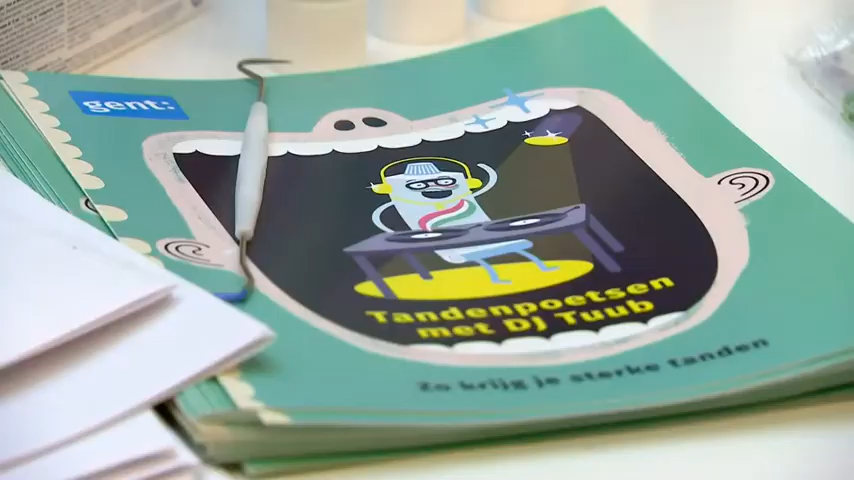 gent:
Tandenpoetsen
met Dj Tuub
Zo krijg je sterke tanden